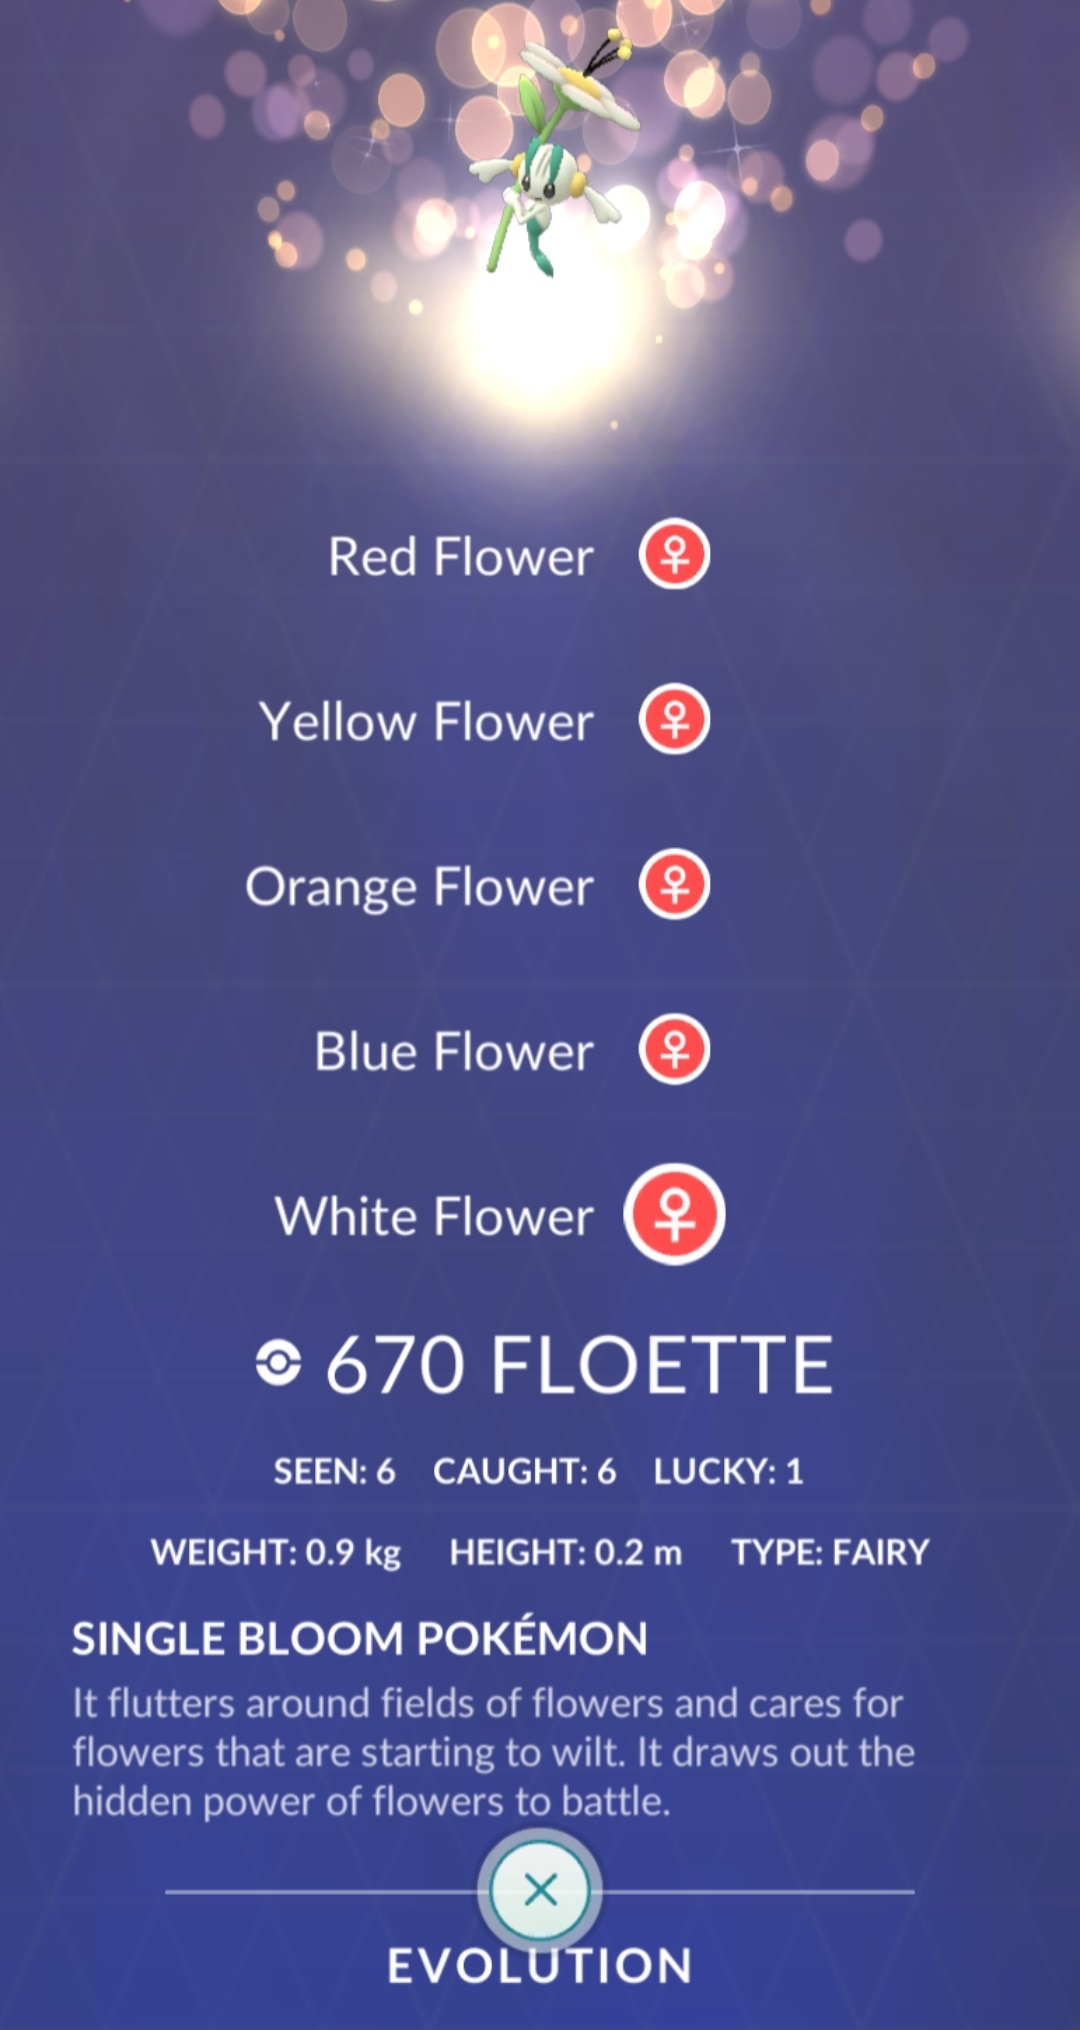 Red Flower
Yellow Flower
Orange Flower
Blue Flower
White Flower
670 FLOETTE
SEEN: 6 CAUGHT: 6 LUCKY: 1
WEIGHT: 0.9 kg HEIGHT: 0.2 m TYPE: FAIRY
SINGLE BLOOM POKÉMON
It flutters around fields of flowers and cares for
flowers that are starting to wilt. It draws out the
hidden power of flowers to battle.
EVOLUTION